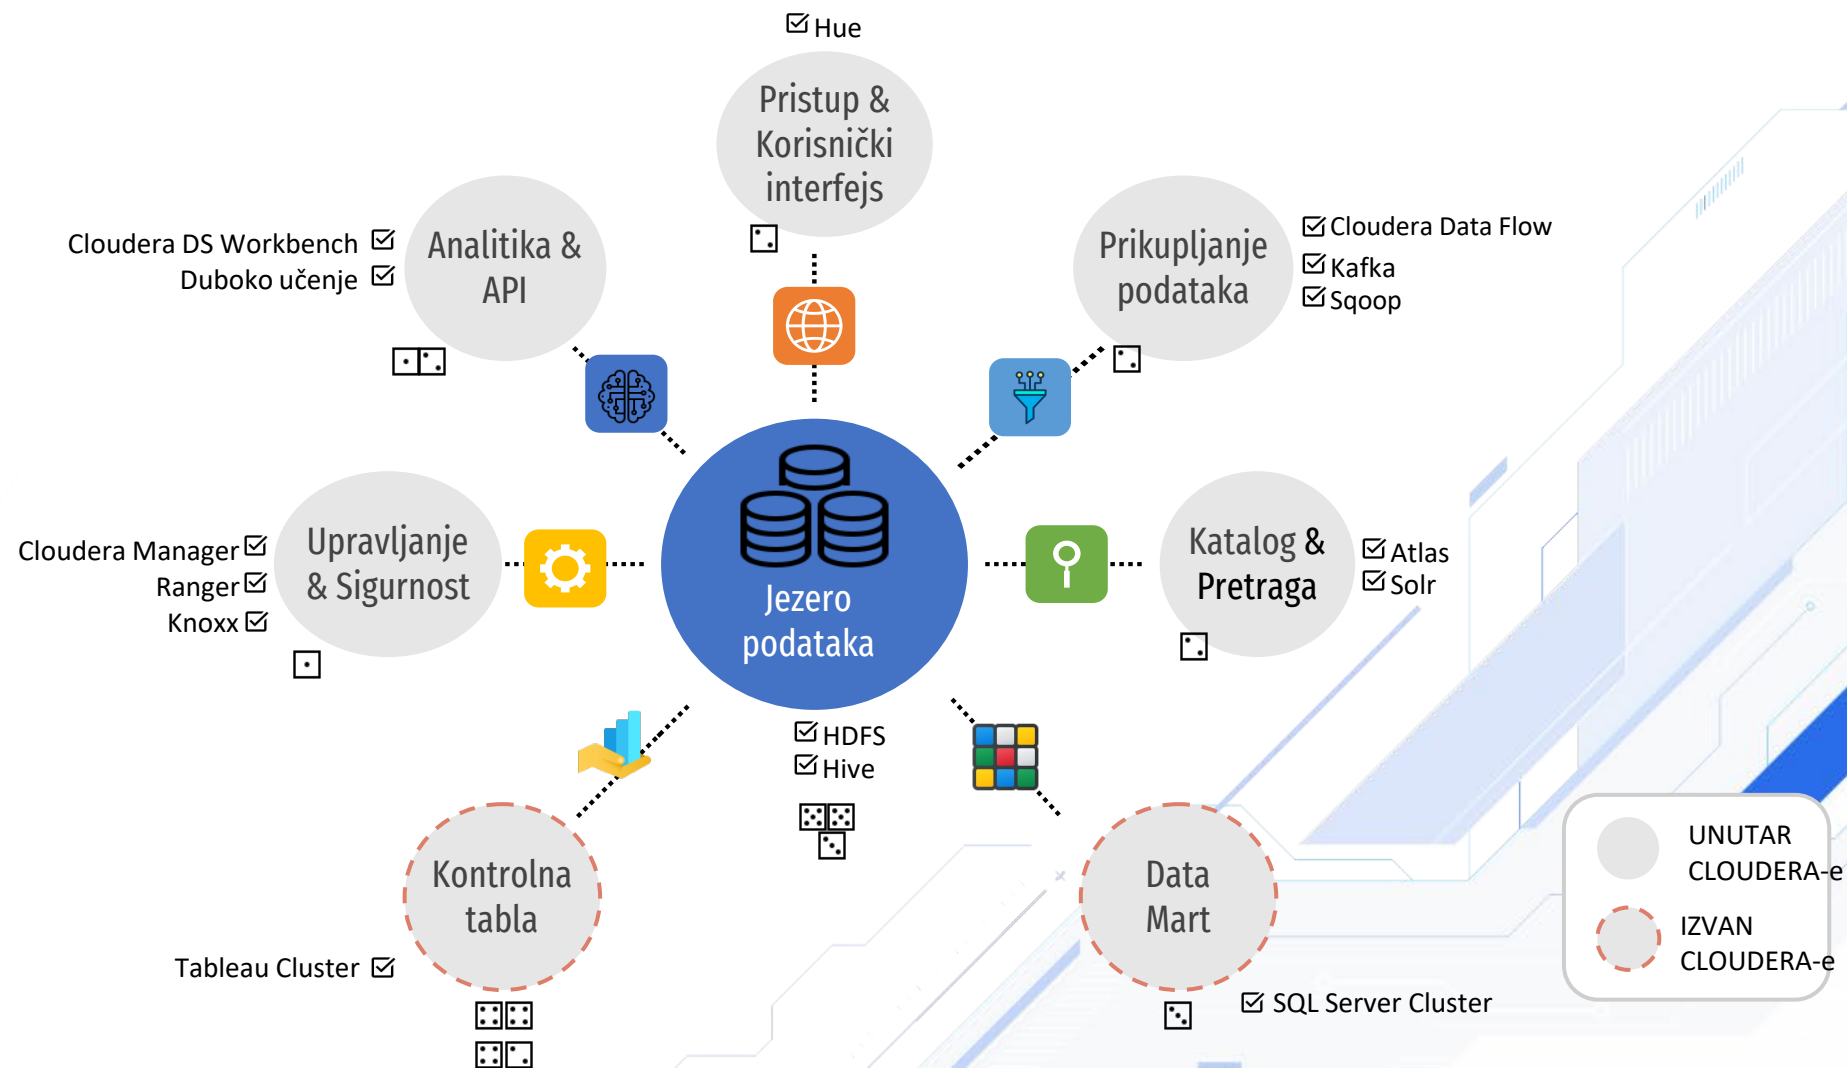 Hue
Pristup &
Korisnički
interfejs
Cloudera DS Workbench
Duboko učenje
Analitika &
API
Prikupljanje
podataka
Cloudera Data Flow
Kafka
Sqoop
Cloudera Manager
Ranger
Knoxx
Upravljanje
& Sigurnost
Jezero
podataka
Katalog &
Pretraga
Atlas
Solr
HDFS
Hive
Kontrolna
tabla
Tableau Cluster
Data
Mart
SQL Server Cluster
UNUTAR
CLOUDERA-e
IZVAN
CLOUDERA-e